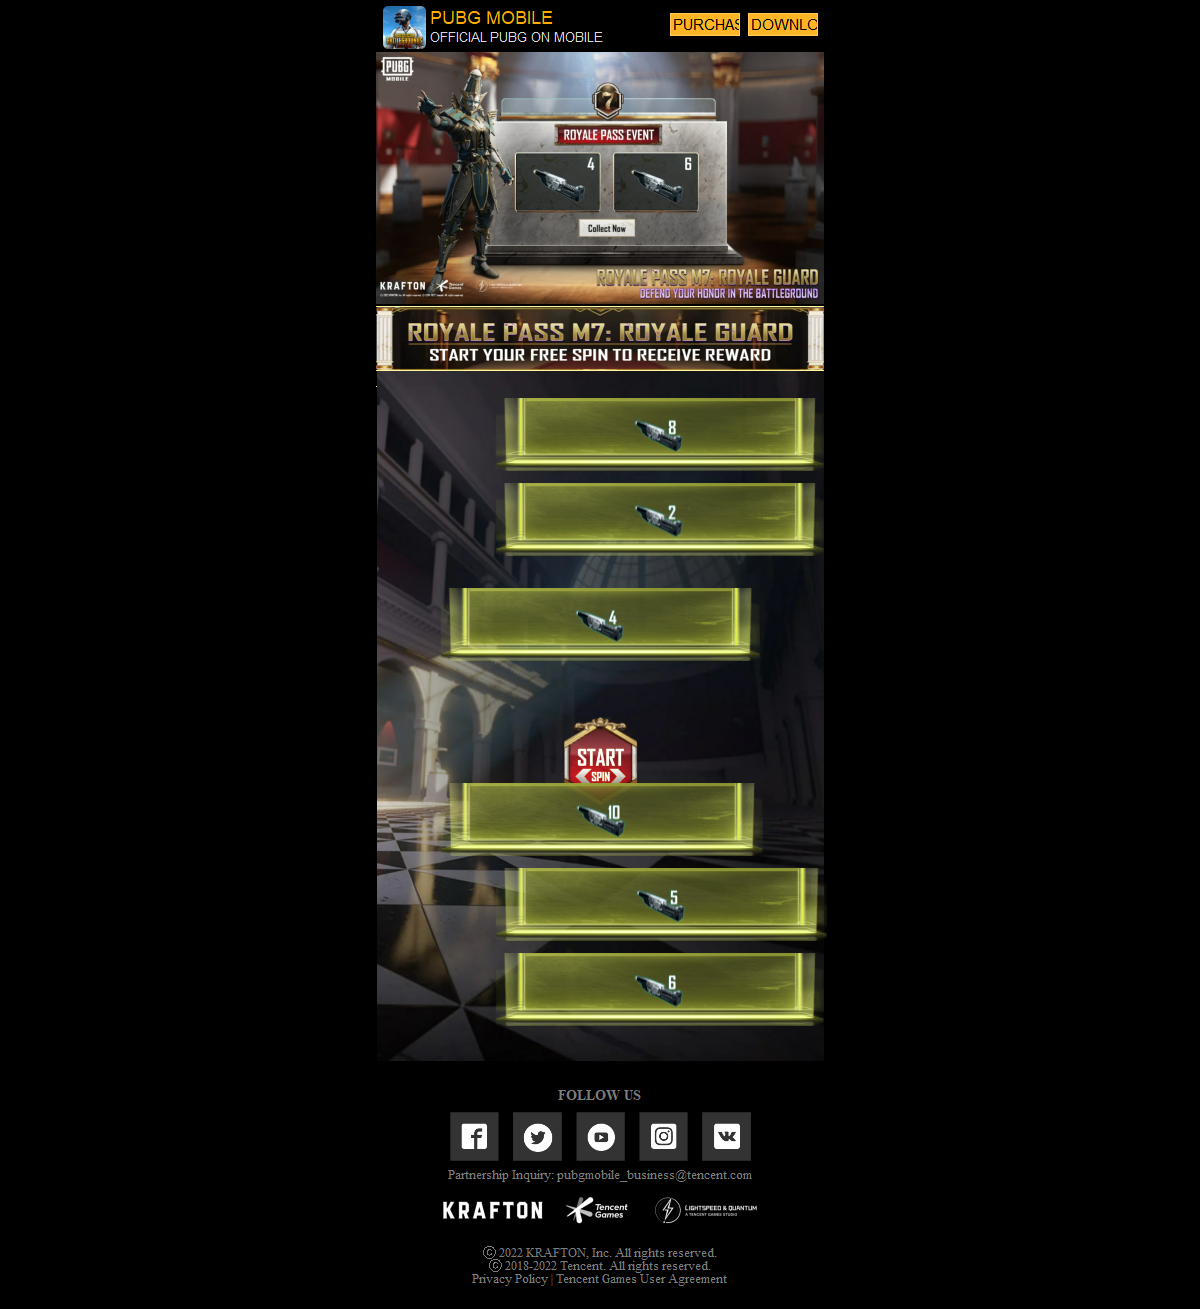 PUBG MOBILE
OFFICIAL PUBG ON MOBILE
PURCHAS
DOWNLO
PUBG
MOBILE
7
ROYALE PASS EVENT
4
6
Collect Now
ROYALE PASS M7: ROYALE GUARD
DEFEND YOUR HONOR IN THE BATTLEGROUND
KRAFTON
Tencent
Games
ROYALE PASS M7: ROYALE GUARD
START YOUR FREE SPIN TO RECEIVE REWARD
8
2
4
START
SPIN
10
5
6
FOLLOW US
Partnership Inquiry: pubgmobile_business@tencent.com
KRAFTON
Tencent
Games
LIGHTSPEED & QUANTUM
A TENCENT GAMES STUDIO
Ⓒ 2022 KRAFTON, Inc. All rights reserved.
Ⓒ 2018-2022 Tencent. All rights reserved.
Privacy Policy | Tencent Games User Agreement